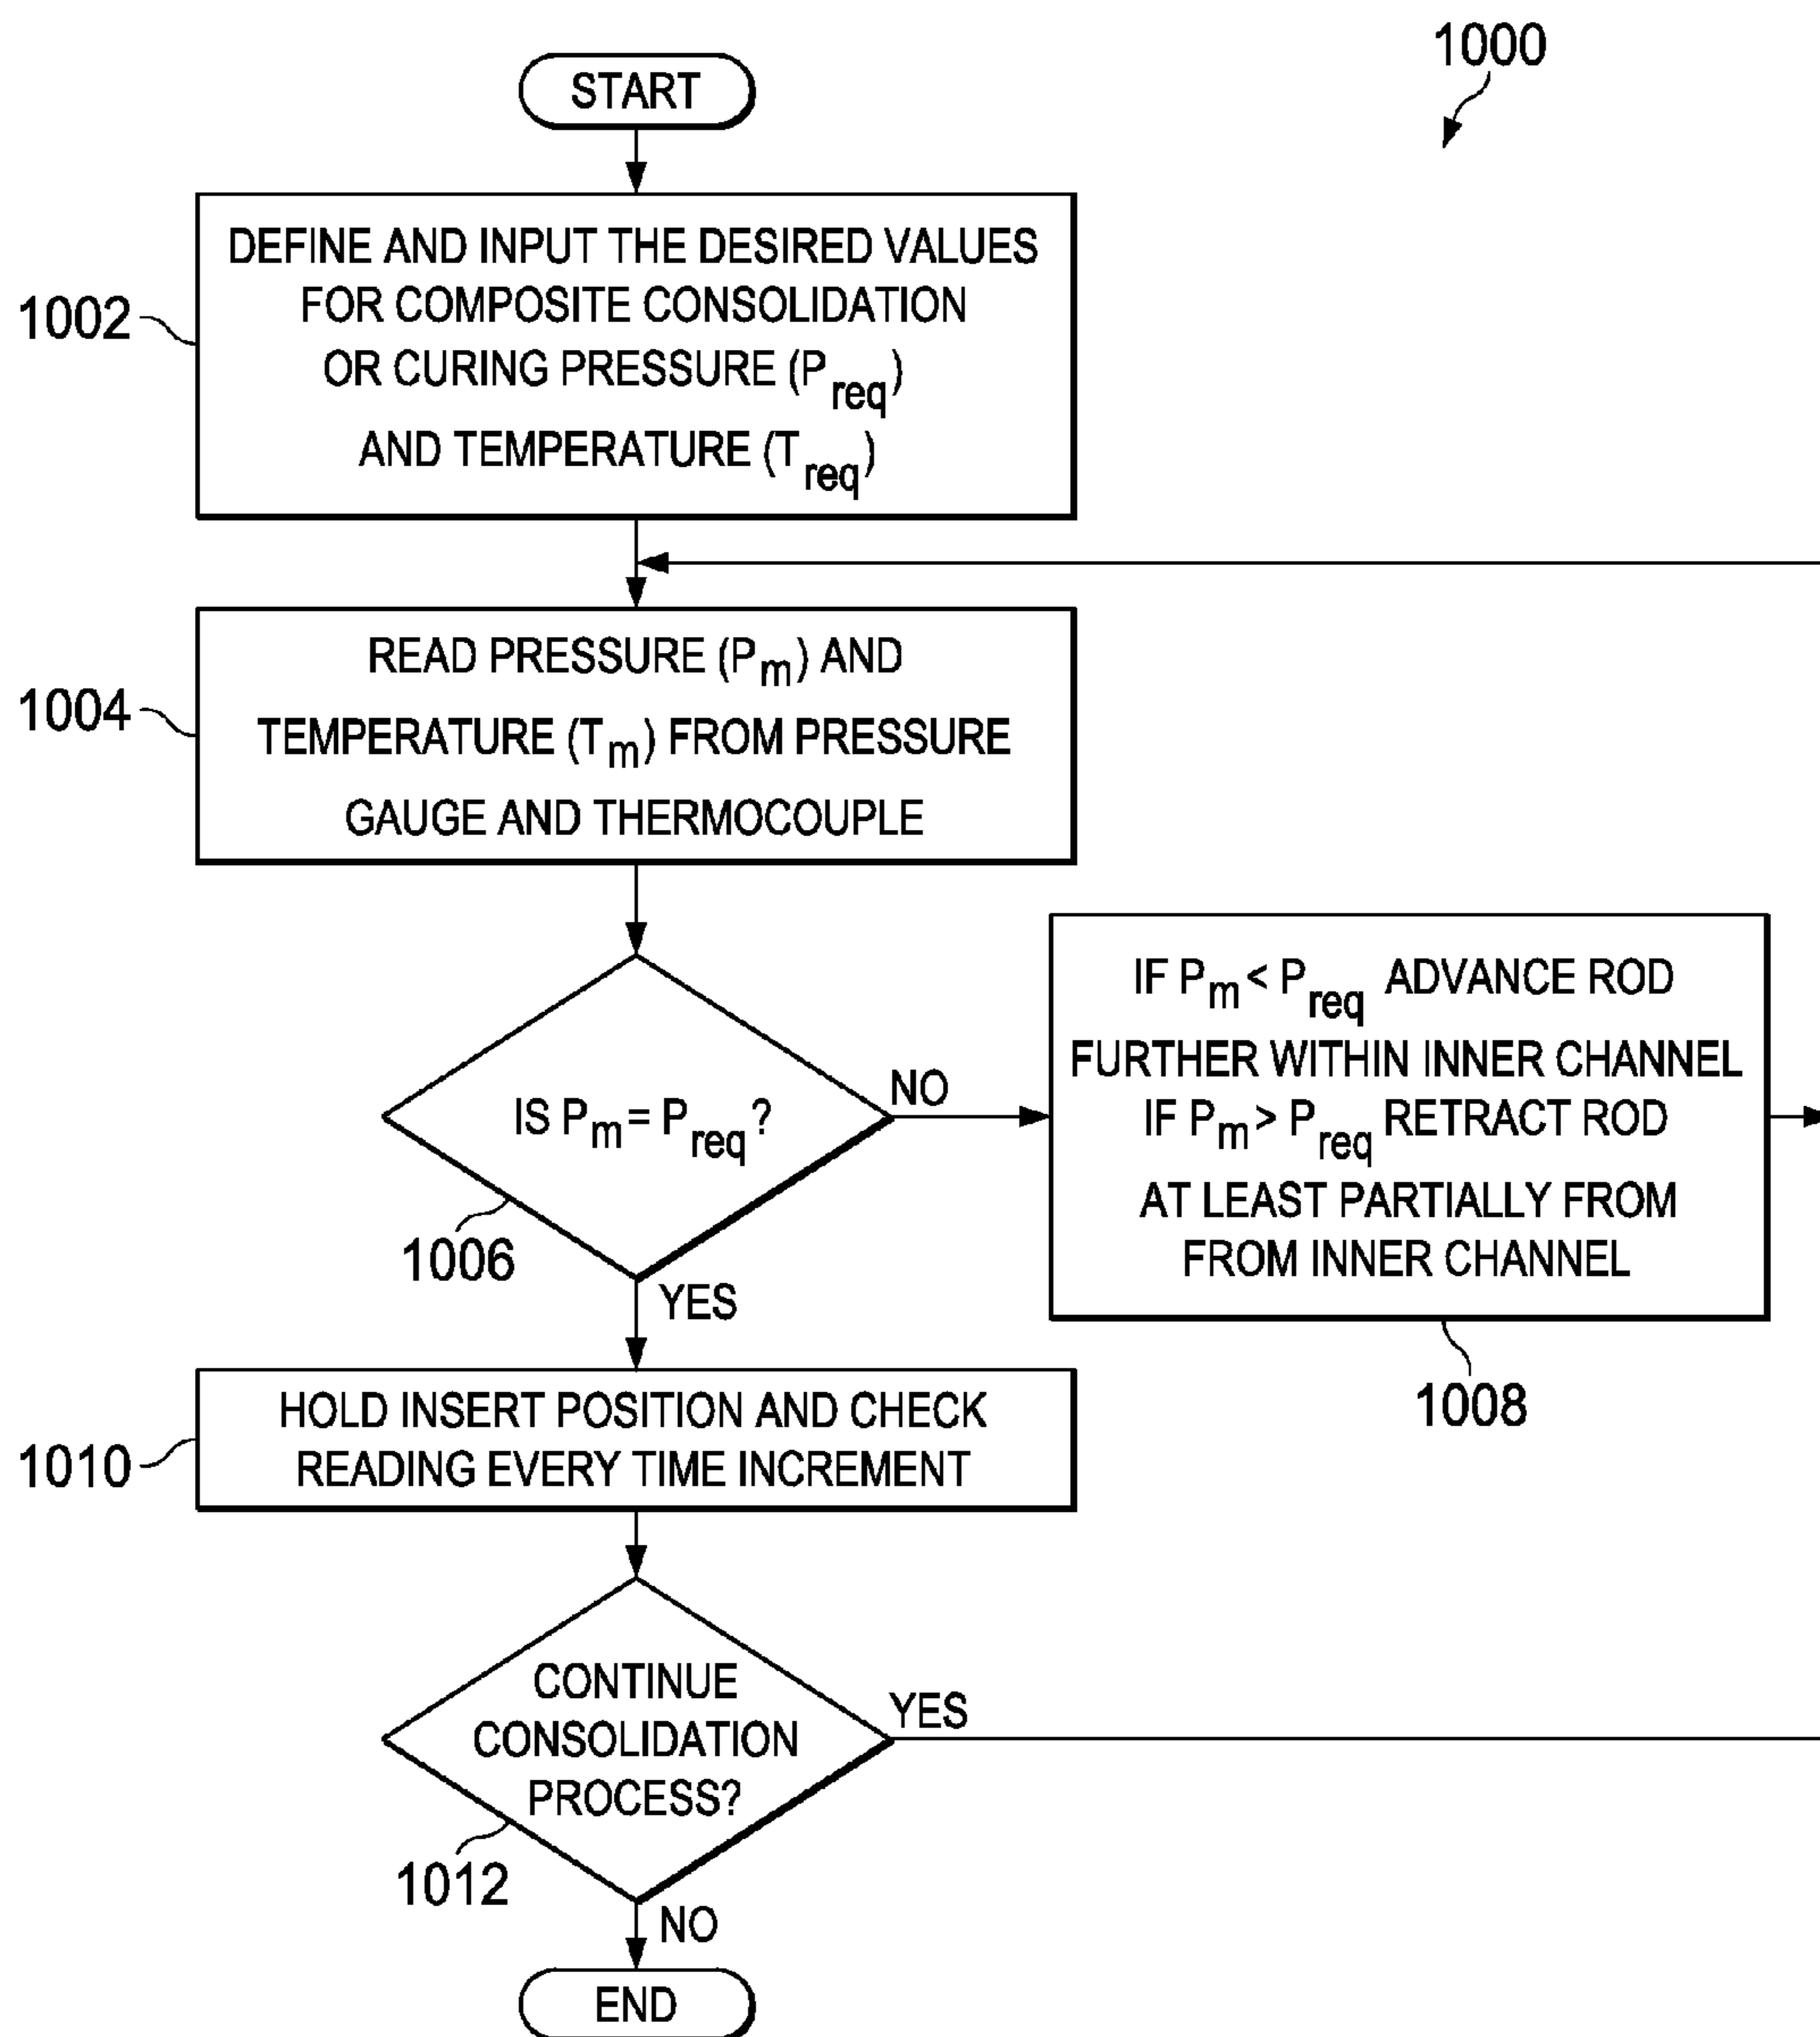 1000
START
DEFINE AND INPUT THE DESIRED VALUES
FOR COMPOSITE CONSOLIDATION
OR CURING PRESSURE (Preq)
AND TEMPERATURE (Treq)
1002
READ PRESSURE (Pm) AND
TEMPERATURE (Tm) FROM PRESSURE
GAUGE AND THERMOCOUPLE
1004
IS Pm = Preq ?
1006
NO
YES
IF Pm < Preq ADVANCE ROD
FURTHER WITHIN INNER CHANNEL
IF Pm > Preq RETRACT ROD
AT LEAST PARTIALLY FROM
FROM INNER CHANNEL
1008
HOLD INSERT POSITION AND CHECK
READING EVERY TIME INCREMENT
1010
CONTINUE
CONSOLIDATION
PROCESS?
YES
1012
NO
END